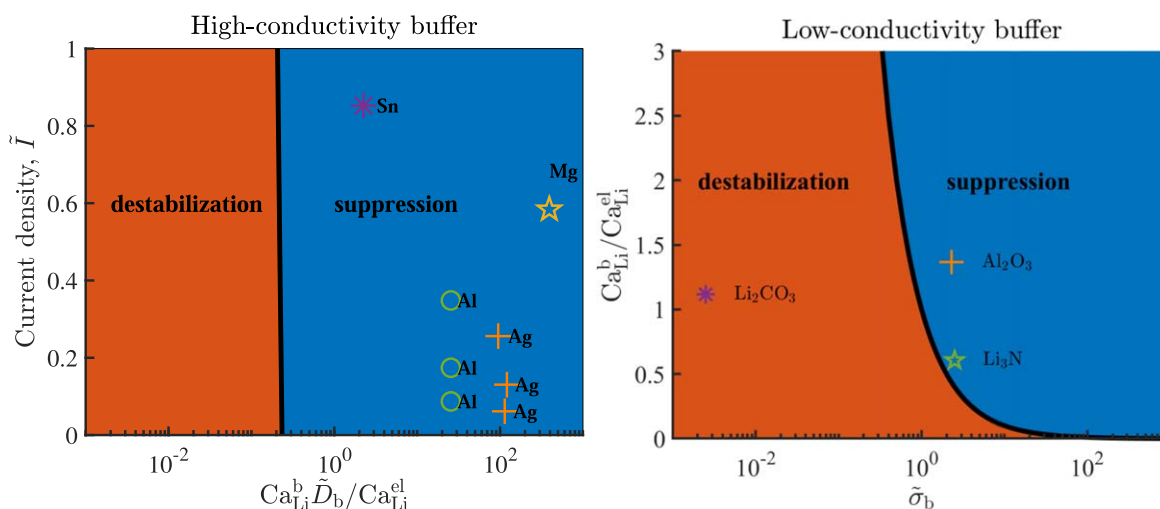 High-conductivity buffer
1
0.8
0.6
0.4
0.2
0
Current density, Ĩ
destabilization
suppression
Sn
Mg
Al
Ag
Al
Ag
Al
Ag
10^-2
10^0
10^2
Ca^b_Li D̃_b/Ca^el_Li
Low-conductivity buffer
3
2.5
2
1.5
1
0.5
0
Ca^b_Li/Ca^el_Li
destabilization
suppression
Al₂O₃
Li₂CO₃
Li₃N
10^-2
10^0
10^2
σ̃_b